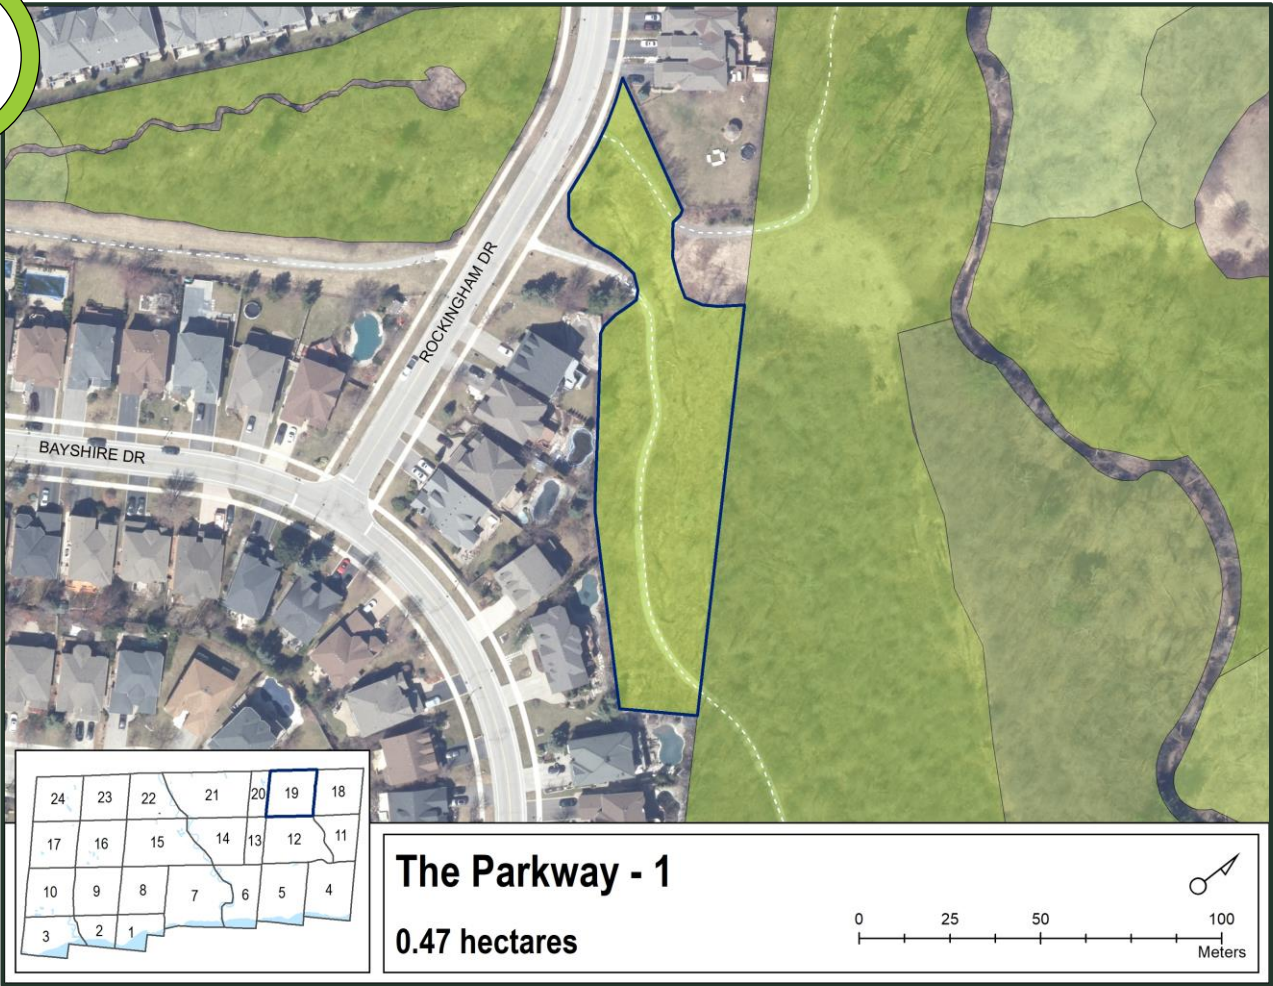 ROCKINGHAM DR
BAYSHIRE DR
24 23 22 21 20 19 18
17 16 15 14 13 12 11
10 9 8 7 6 5 4
3 2 1
The Parkway - 1
0.47 hectares
0 25 50 100
Meters